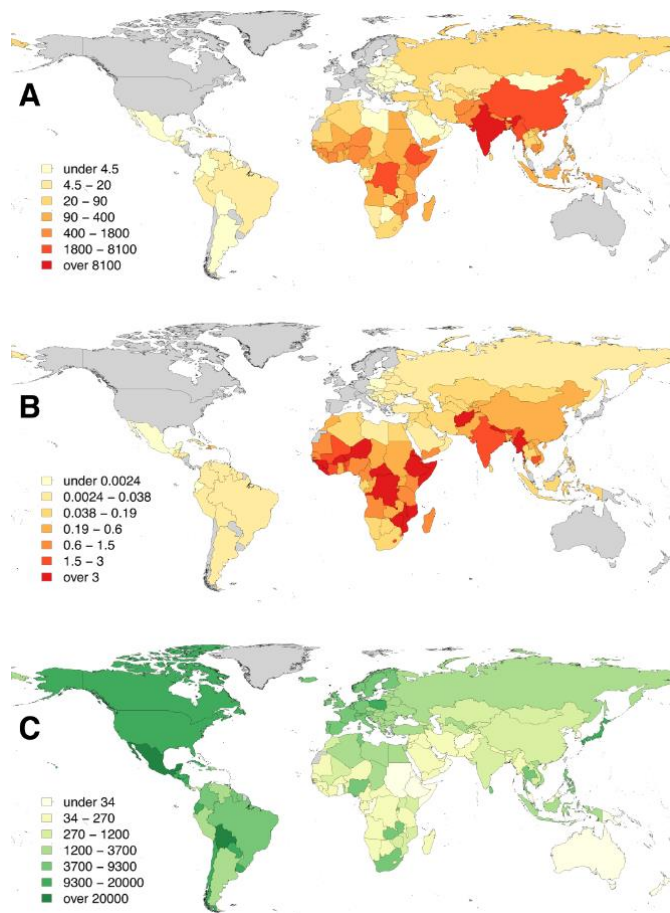 A
under 4.5
4.5 – 20
20 – 90
90 – 400
400 – 1800
1800 – 8100
over 8100
B
under 0.0024
0.0024 – 0.038
0.038 – 0.19
0.19 – 0.6
0.6 – 1.5
1.5 – 3
over 3
C
under 34
34 – 270
270 – 1200
1200 – 3700
3700 – 9300
9300 – 20000
over 20000